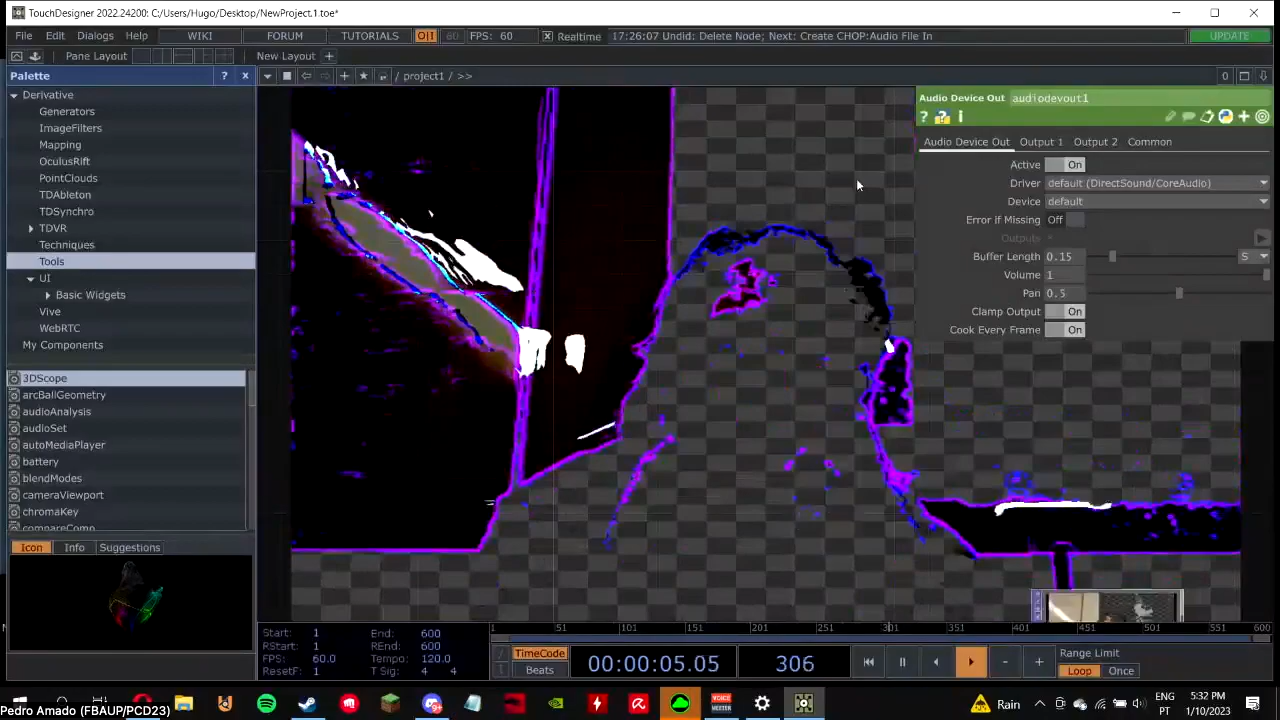 TouchDesigner 2022.24200: C:/Users/Hugo/Desktop/NewProject.1.toe*
File Edit Dialogs Help WIKI FORUM TUTORIALS O|I 60 FPS: 60 Realtime 17:26:07 Undid: Delete Node; Next: Create CHOP:Audio File In UPDATE
Pane Layout New Layout +
Palette ? x
/ project1 / >> 0
Derivative
Generators
ImageFilters
Mapping
OculusRift
PointClouds
TDAbleton
TDSynchro
TDVR
Techniques
Tools
UI
Basic Widgets
Vive
WebRTC
My Components
3DScope
arcBallGeometry
audioAnalysis
audioSet
autoMediaPlayer
battery
blendModes
cameraViewport
chromaKey
compareComp
Icon Info Suggestions
Audio Device Out audiodevout1
Audio Device Out Output 1 Output 2 Common
Active On
Driver default (DirectSound/CoreAudio)
Device default
Error if Missing Off
Outputs *
Buffer Length 0.15 S
Volume 1
Pan 0.5
Clamp Output On
Cook Every Frame On
Start: 1 End: 600
RStart: 1 REnd: 600
FPS: 60.0 Tempo: 120.0
ResetF: 1 T Sig: 4 4
1 51 101 151 201 251 301 351 401 451 501 551 600
TimeCode
Beats
00:00:05.05 306
Range Limit
Loop Once
Rain
ENG
PT
5:32 PM
1/10/2023
Pedro Amado (FBAUP/PCD23)